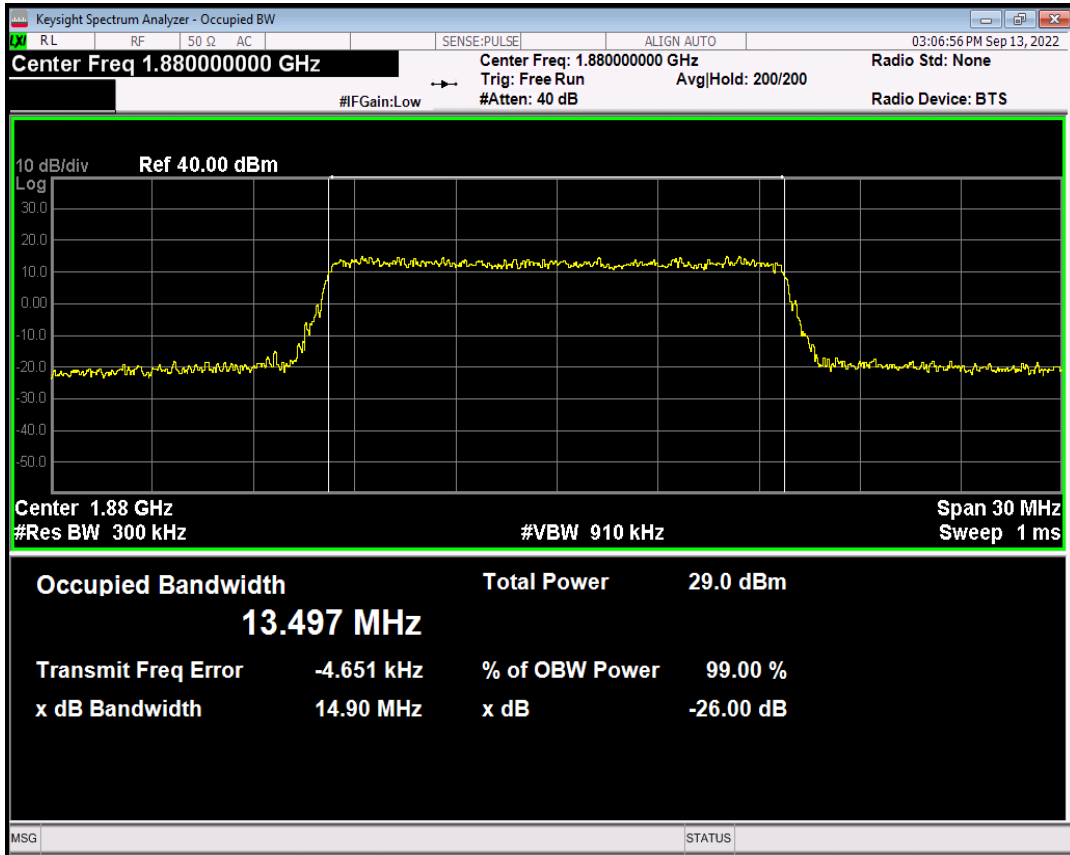 Keysight Spectrum Analyzer - Occupied BW
LXI RL RF 50 Ω AC SENSE:PULSE ALIGN AUTO 03:06:56 PM Sep 13, 2022
Center Freq 1.880000000 GHz Center Freq: 1.880000000 GHz Radio Std: None
Trig: Free Run Avg|Hold: 200/200
#IFGain:Low #Atten: 40 dB Radio Device: BTS
10 dB/div Ref 40.00 dBm
Log
30.0
20.0
10.0
0.00
-10.0
-20.0
-30.0
-40.0
-50.0
Center 1.88 GHz Span 30 MHz
#Res BW 300 kHz #VBW 910 kHz Sweep 1 ms
Occupied Bandwidth Total Power 29.0 dBm
13.497 MHz
Transmit Freq Error -4.651 kHz % of OBW Power 99.00 %
x dB Bandwidth 14.90 MHz x dB -26.00 dB
MSG STATUS